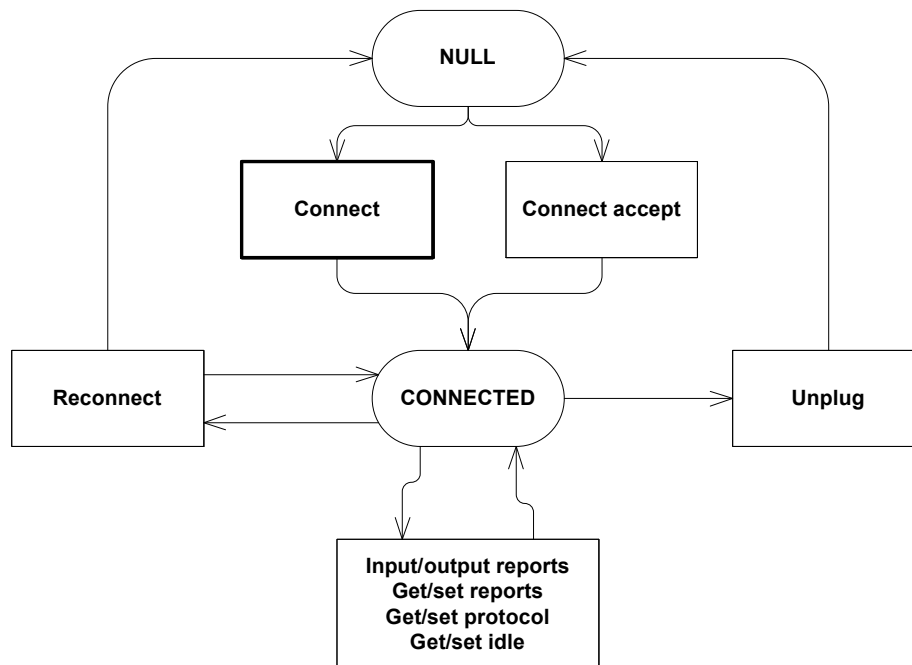 NULL
Connect
Connect accept
Reconnect
CONNECTED
Unplug
Input/output reports
Get/set reports
Get/set protocol
Get/set idle